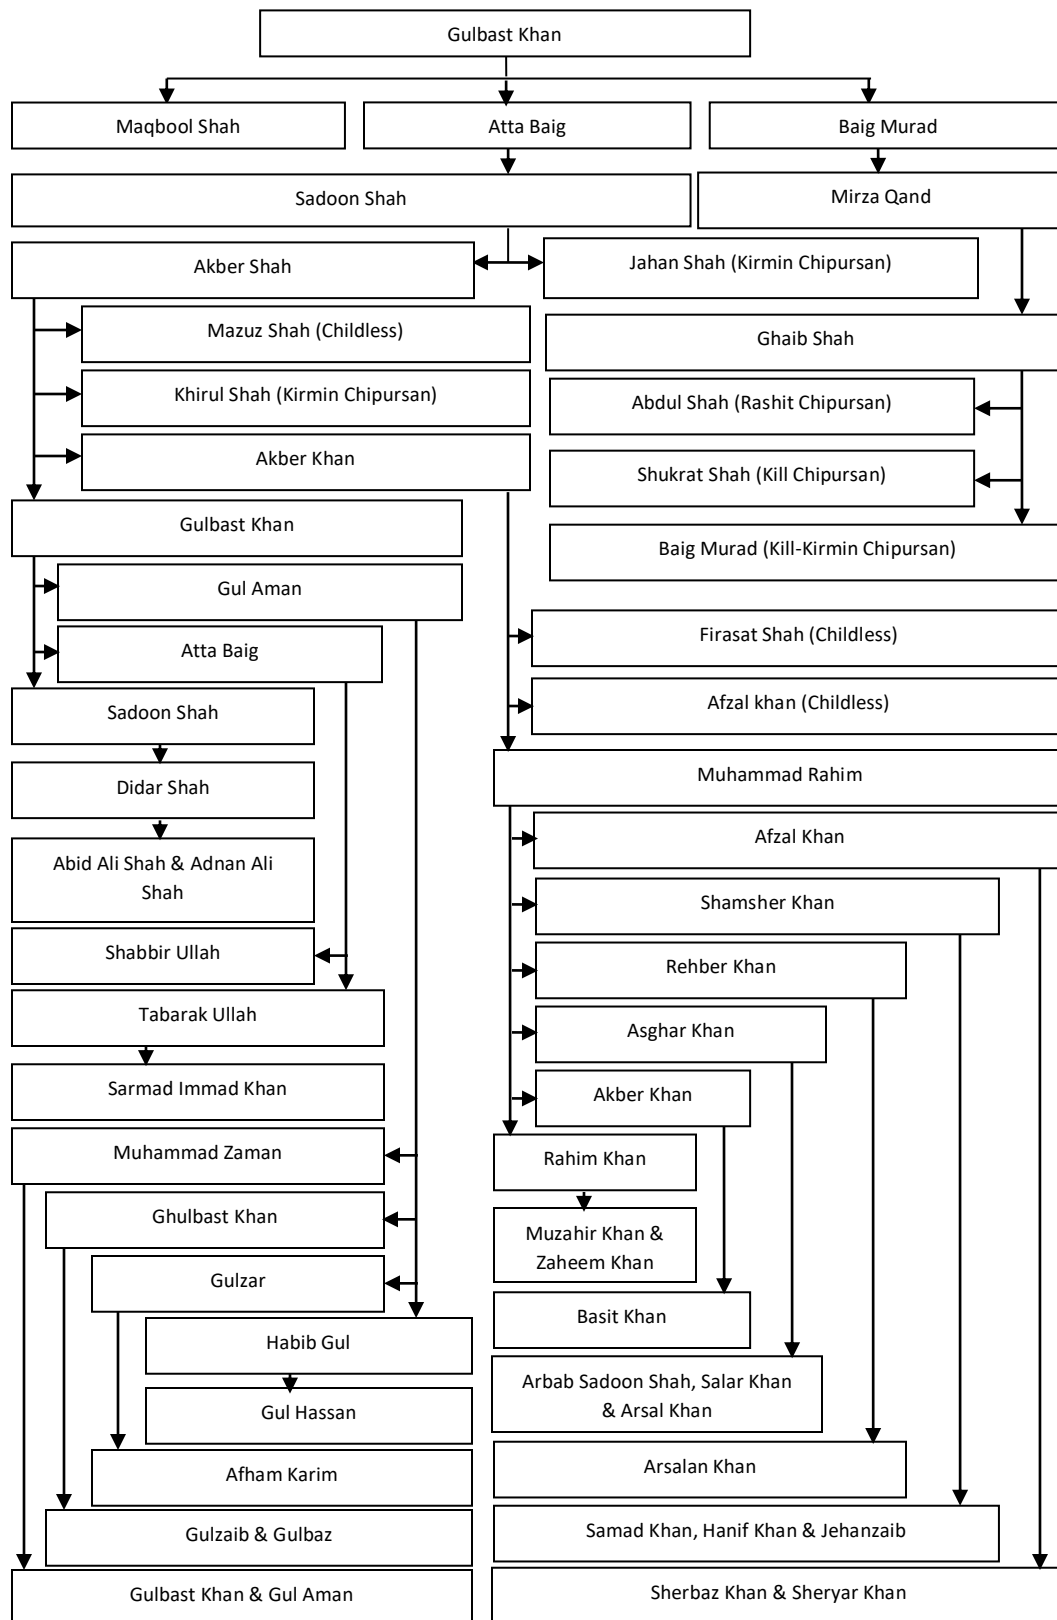 Gulbast Khan
Maqbool Shah
Atta Baig
Baig Murad
Sadoon Shah
Mirza Qand
Akber Shah
Jahan Shah (Kirmin Chipursan)
Mazuz Shah (Childless)
Ghaib Shah
Khirul Shah (Kirmin Chipursan)
Abdul Shah (Rashit Chipursan)
Akber Khan
Shukrat Shah (Kill Chipursan)
Gulbast Khan
Baig Murad (Kill-Kirmin Chipursan)
Gul Aman
Firasat Shah (Childless)
Atta Baig
Afzal khan (Childless)
Sadoon Shah
Muhammad Rahim
Didar Shah
Afzal Khan
Abid Ali Shah & Adnan Ali
Shah
Shamsher Khan
Shabbir Ullah
Rehber Khan
Tabarak Ullah
Asghar Khan
Sarmad Immad Khan
Akber Khan
Muhammad Zaman
Rahim Khan
Ghulbast Khan
Muzahir Khan &
Zaheem Khan
Gulzar
Basit Khan
Habib Gul
Arbab Sadoon Shah, Salar Khan
& Arsal Khan
Gul Hassan
Afham Karim
Arsalan Khan
Gulzaib & Gulbaz
Samad Khan, Hanif Khan & Jehanzaib
Gulbast Khan & Gul Aman
Sherbaz Khan & Sheryar Khan